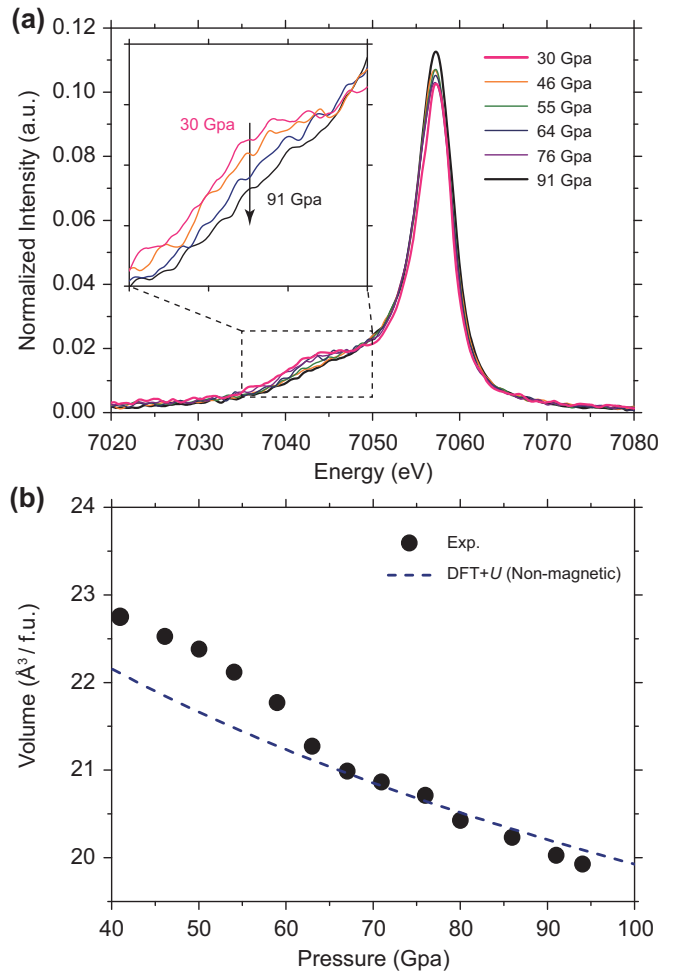 (a)
0.12
0.10
0.08
0.06
0.04
0.02
0.00
Normalized Intensity (a.u.)
30 Gpa
91 Gpa
30 Gpa
46 Gpa
55 Gpa
64 Gpa
76 Gpa
91 Gpa
7020 7030 7040 7050 7060 7070 7080
Energy (eV)
(b)
24
23
22
21
20
Volume (Å³ / f.u.)
Exp.
DFT+U (Non-magnetic)
40 50 60 70 80 90 100
Pressure (Gpa)